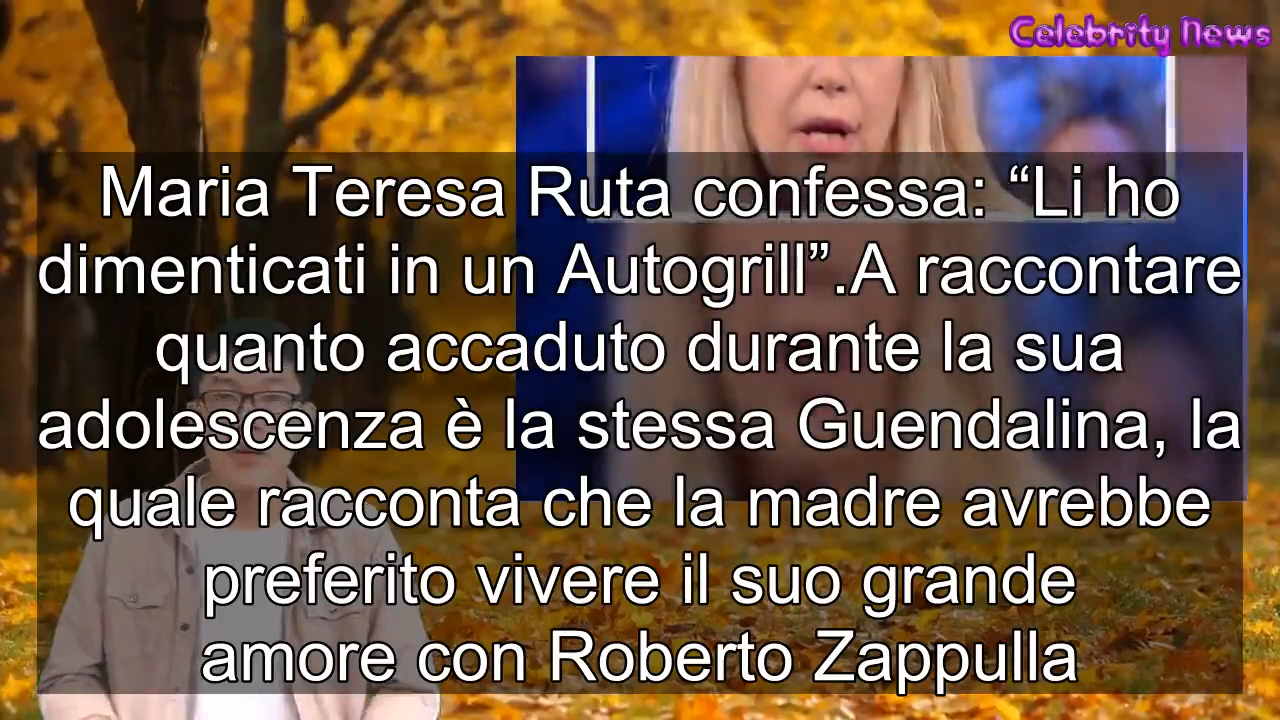 Celebrity News
Maria Teresa Ruta confessa: “Li ho
dimenticati in un Autogrill”.A raccontare
quanto accaduto durante la sua
adolescenza è la stessa Guendalina, la
quale racconta che la madre avrebbe
preferito vivere il suo grande
amore con Roberto Zappulla